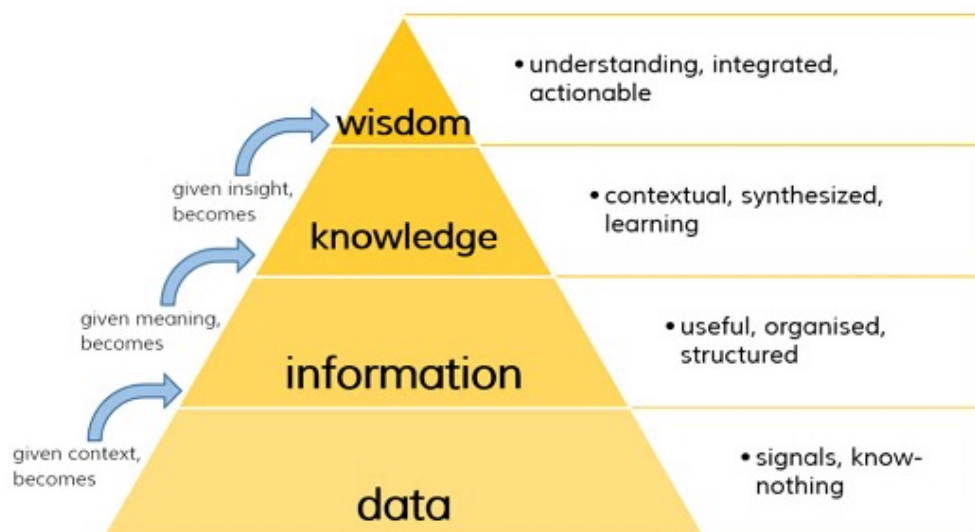 • understanding, integrated,
actionable
wisdom
given insight,
becomes
• contextual, synthesized,
learning
knowledge
given meaning,
becomes
• useful, organised,
structured
information
given context,
becomes
• signals, know-
nothing
data